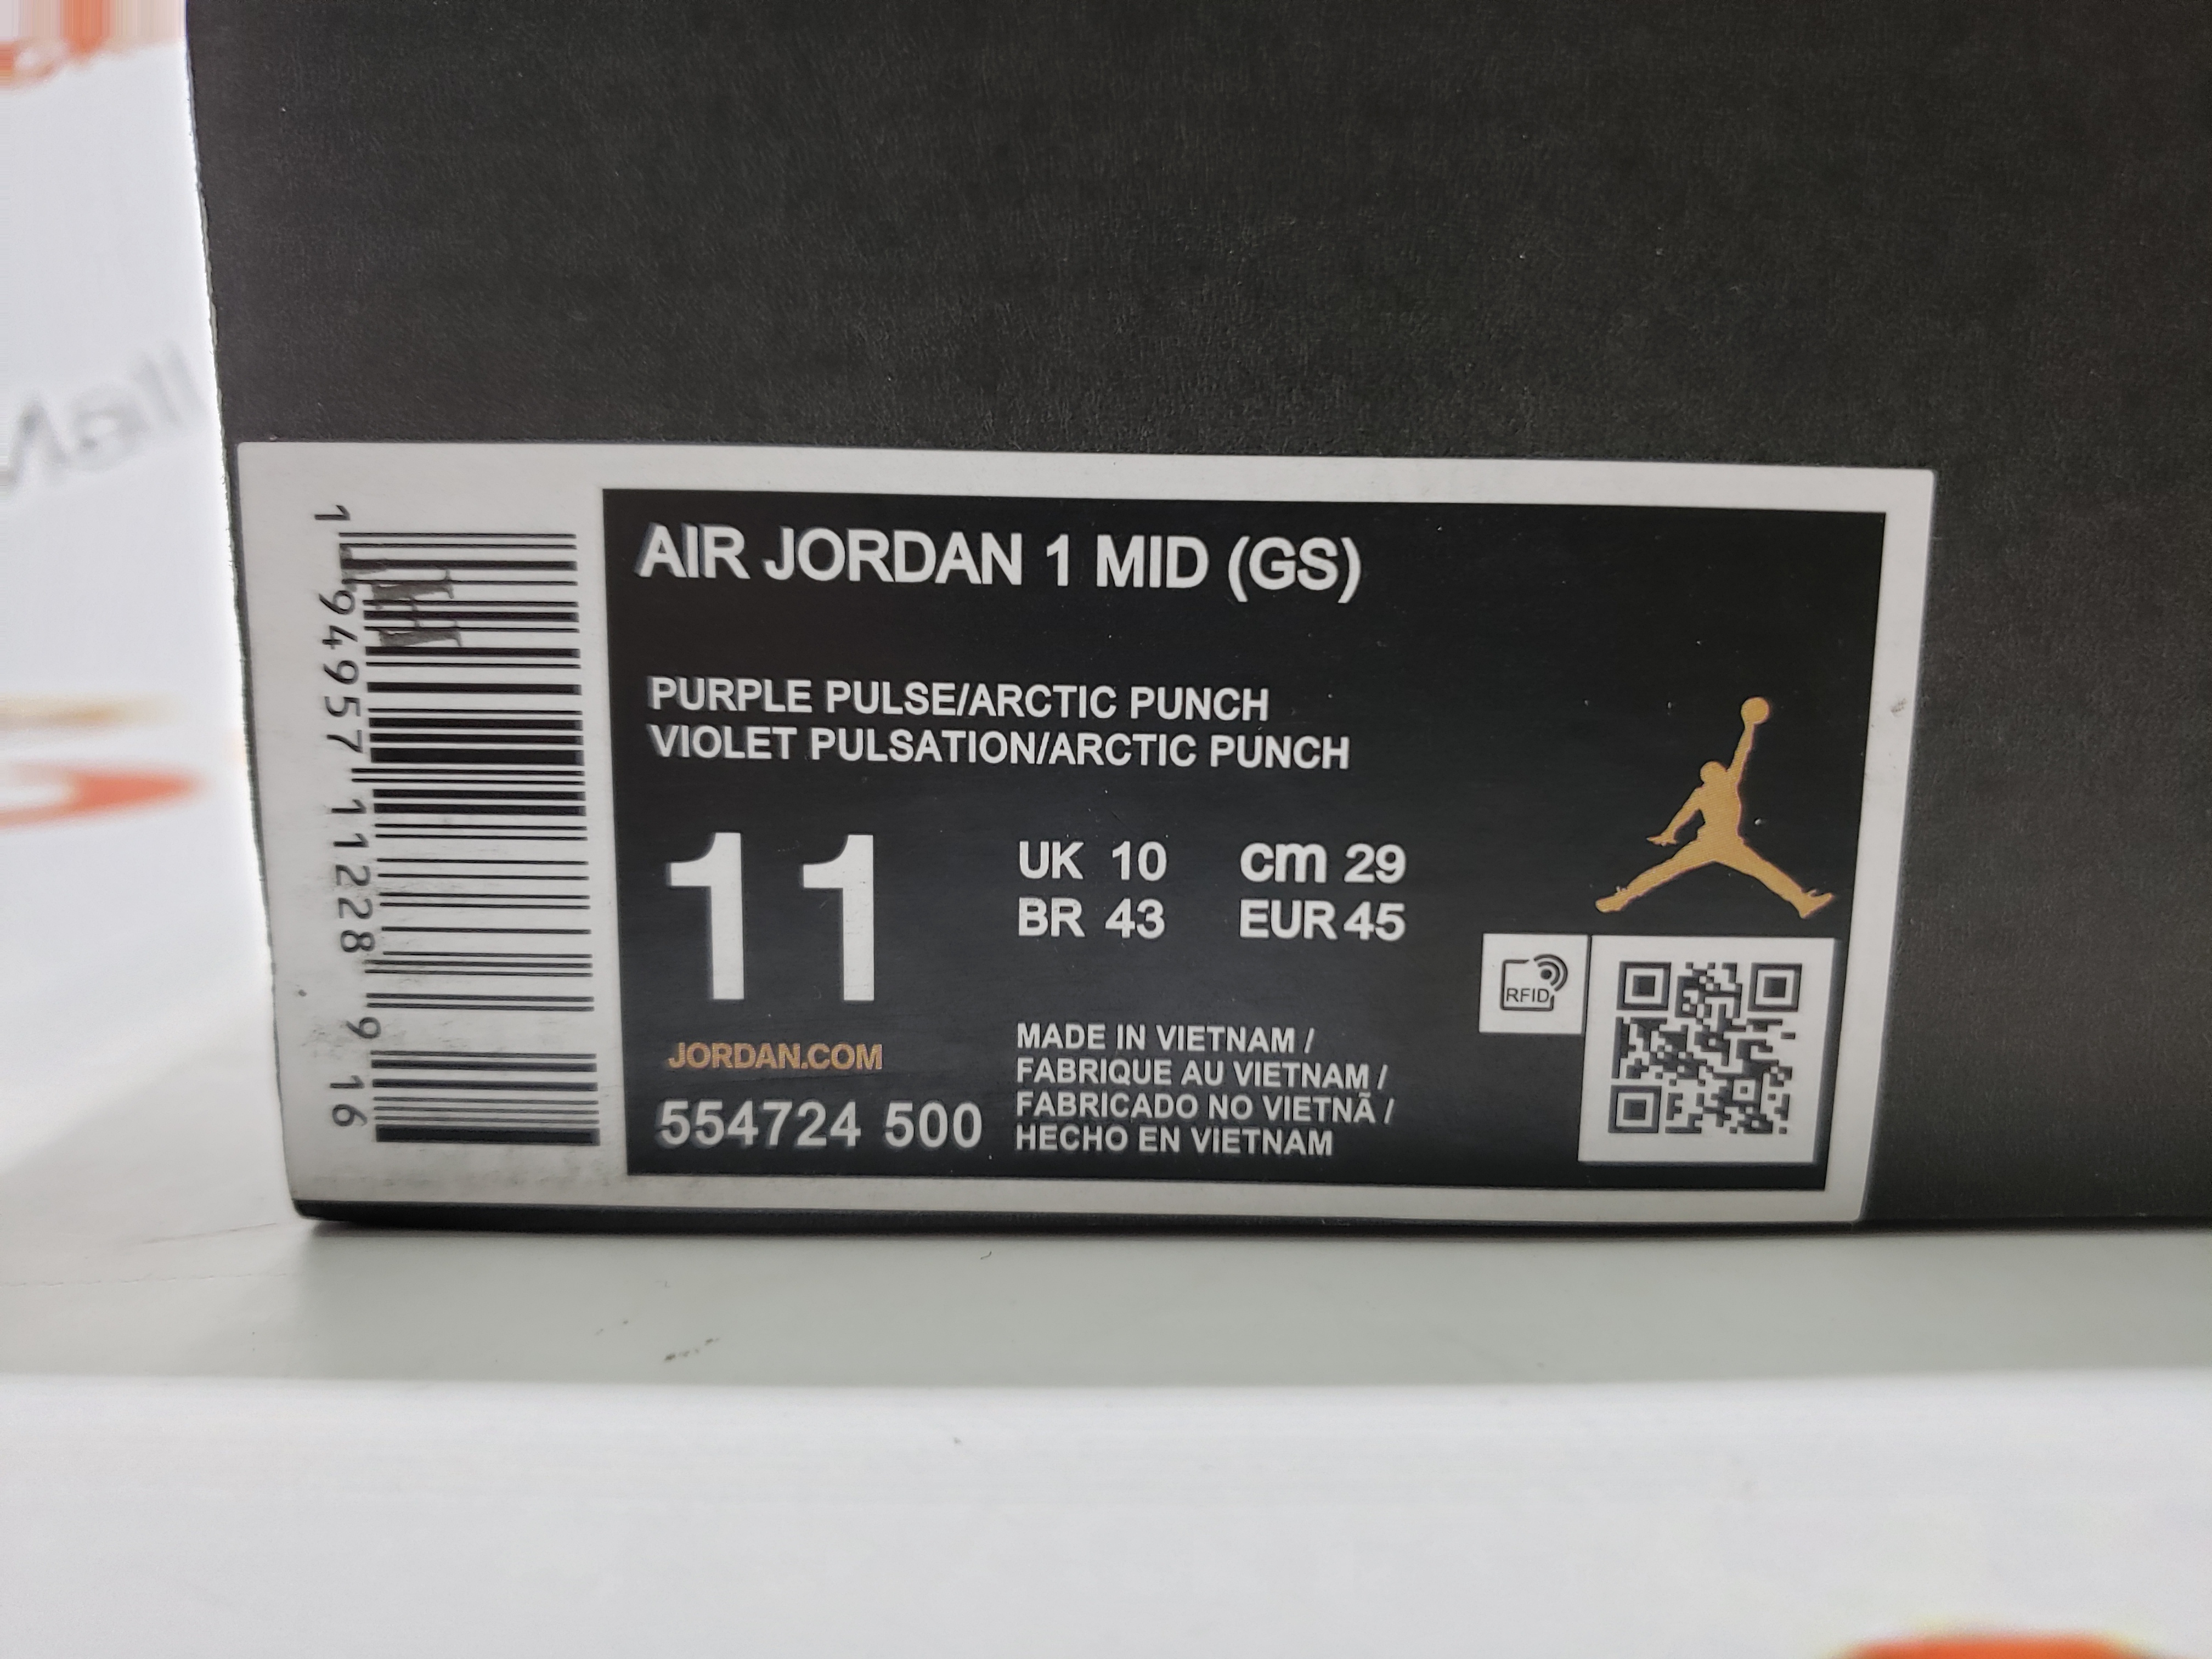 AIR JORDAN 1 MID (GS)
PURPLE PULSE/ARCTIC PUNCH
VIOLET PULSATION/ARCTIC PUNCH
11
UK 10 cm 29
BR 43 EUR 45
JORDAN.COM
554724 500
MADE IN VIETNAM /
FABRIQUE AU VIETNAM /
FABRICADO NO VIETNÃ /
HECHO EN VIETNAM
RFID
1 94957 11228 9 16